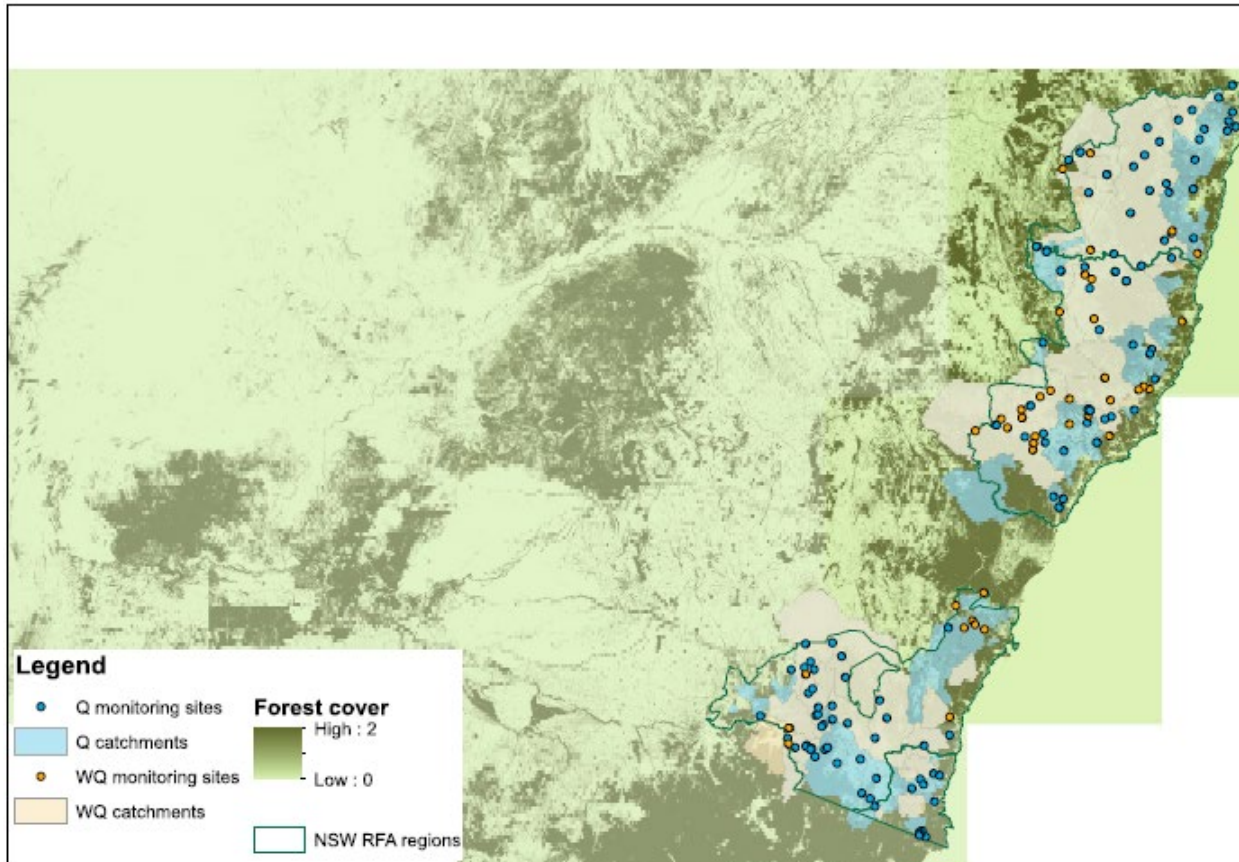 Legend
Q monitoring sites
Q catchments
WQ monitoring sites
WQ catchments
Forest cover
High : 2
Low : 0
NSW RFA regions